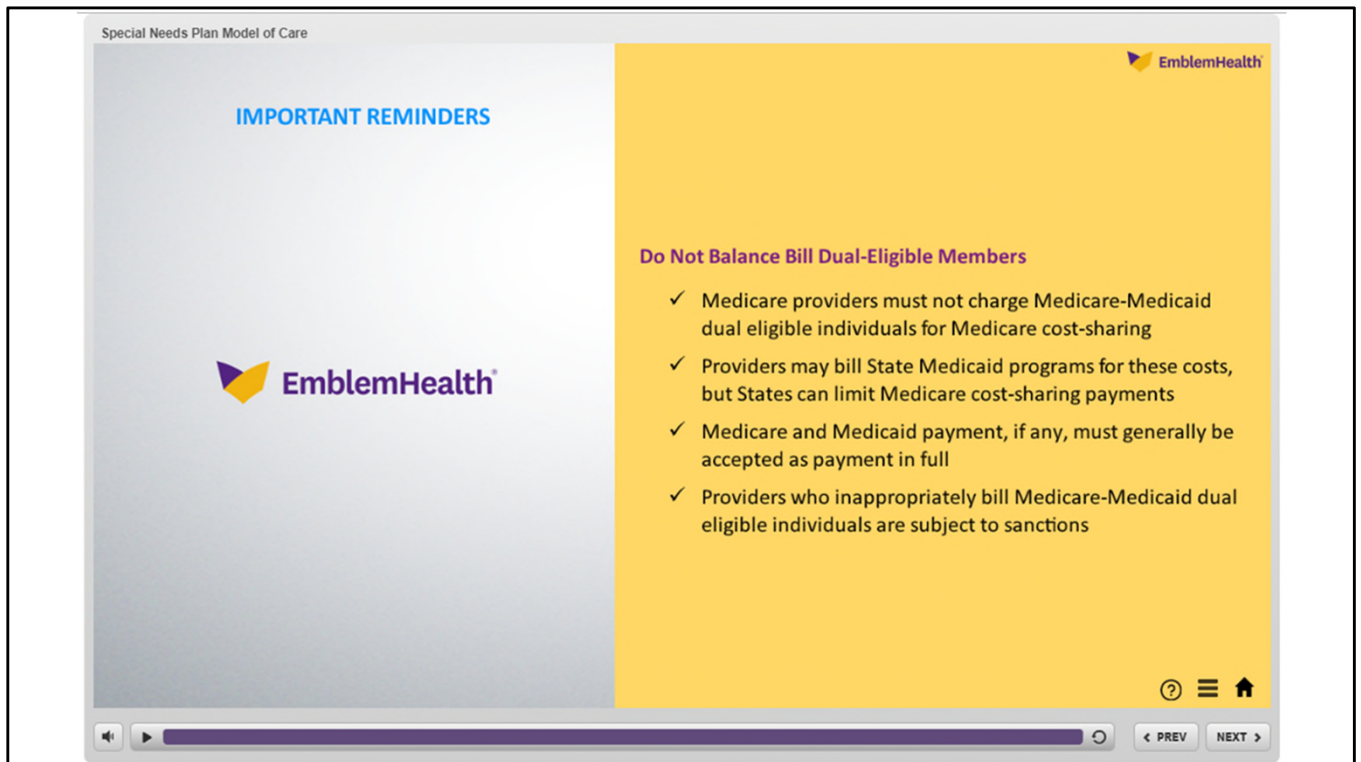 Special Needs Plan Model of Care
IMPORTANT REMINDERS
EmblemHealth®
EmblemHealth
Do Not Balance Bill Dual-Eligible Members
✓ Medicare providers must not charge Medicare-Medicaid
dual eligible individuals for Medicare cost-sharing
✓ Providers may bill State Medicaid programs for these costs,
but States can limit Medicare cost-sharing payments
✓ Medicare and Medicaid payment, if any, must generally be
accepted as payment in full
✓ Providers who inappropriately bill Medicare-Medicaid dual
eligible individuals are subject to sanctions
?
< PREV NEXT >